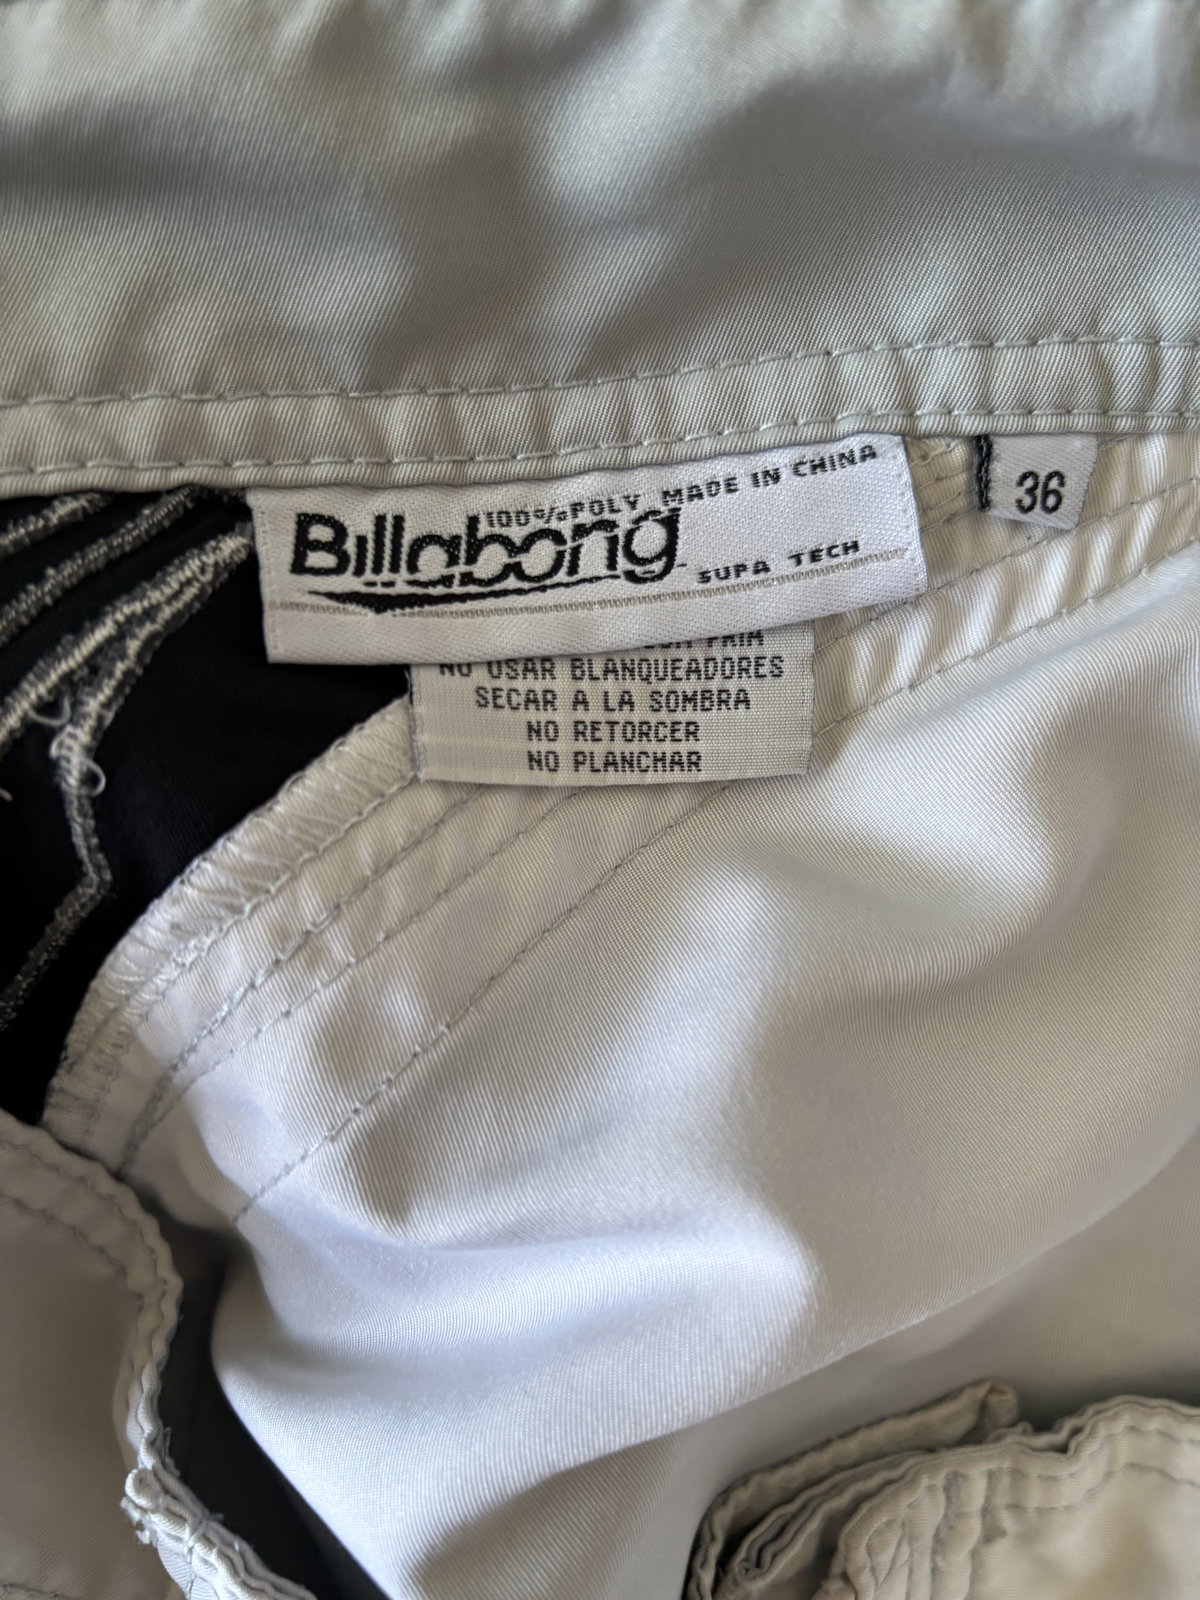 100% POLY MADE IN CHINA
Billabong
SUPA TECH
36
NO USAR BLANQUEADORES
SECAR A LA SOMBRA
NO RETORCER
NO PLANCHAR